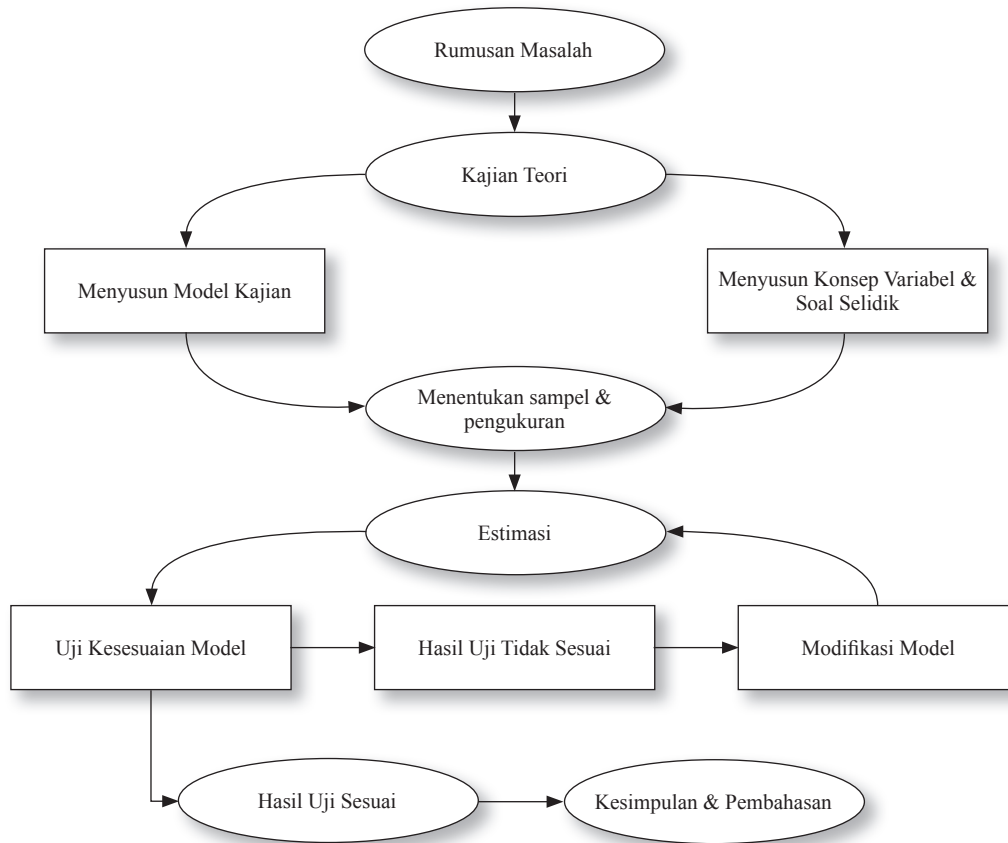 Rumusan Masalah
Kajian Teori
Menyusun Model Kajian
Menyusun Konsep Variabel &
Soal Selidik
Menentukan sampel &
pengukuran
Estimasi
Uji Kesesuaian Model
Hasil Uji Tidak Sesuai
Modifikasi Model
Hasil Uji Sesuai
Kesimpulan & Pembahasan